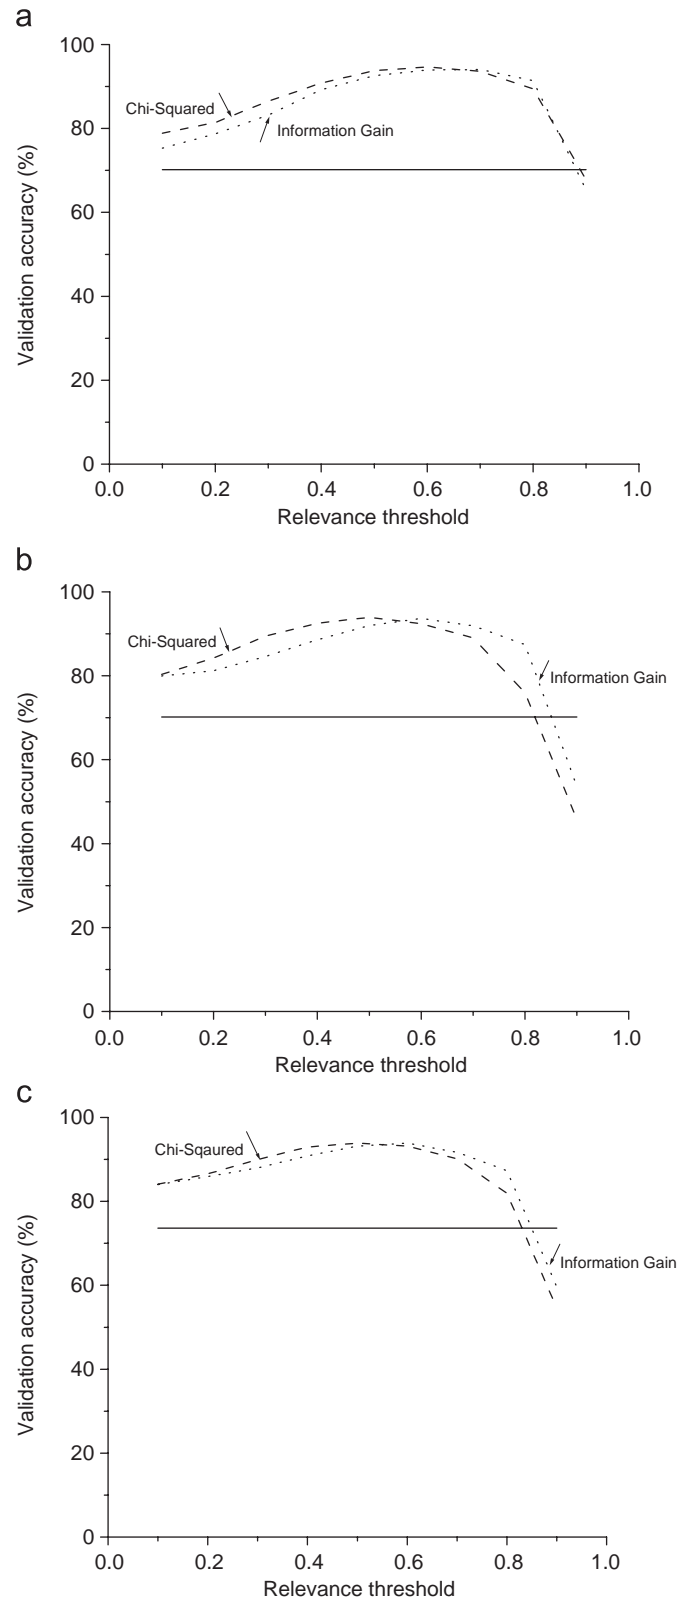 a
100
80
60
40
20
0
Validation accuracy (%)
Chi-Squared
Information Gain
0.0 0.2 0.4 0.6 0.8 1.0
Relevance threshold
b
100
80
60
40
20
0
Validation accuracy (%)
Chi-Squared
Information Gain
0.0 0.2 0.4 0.6 0.8 1.0
Relevance threshold
c
100
80
60
40
20
0
Validation accuracy (%)
Chi-Sqaured
Information Gain
0.0 0.2 0.4 0.6 0.8 1.0
Relevance threshold